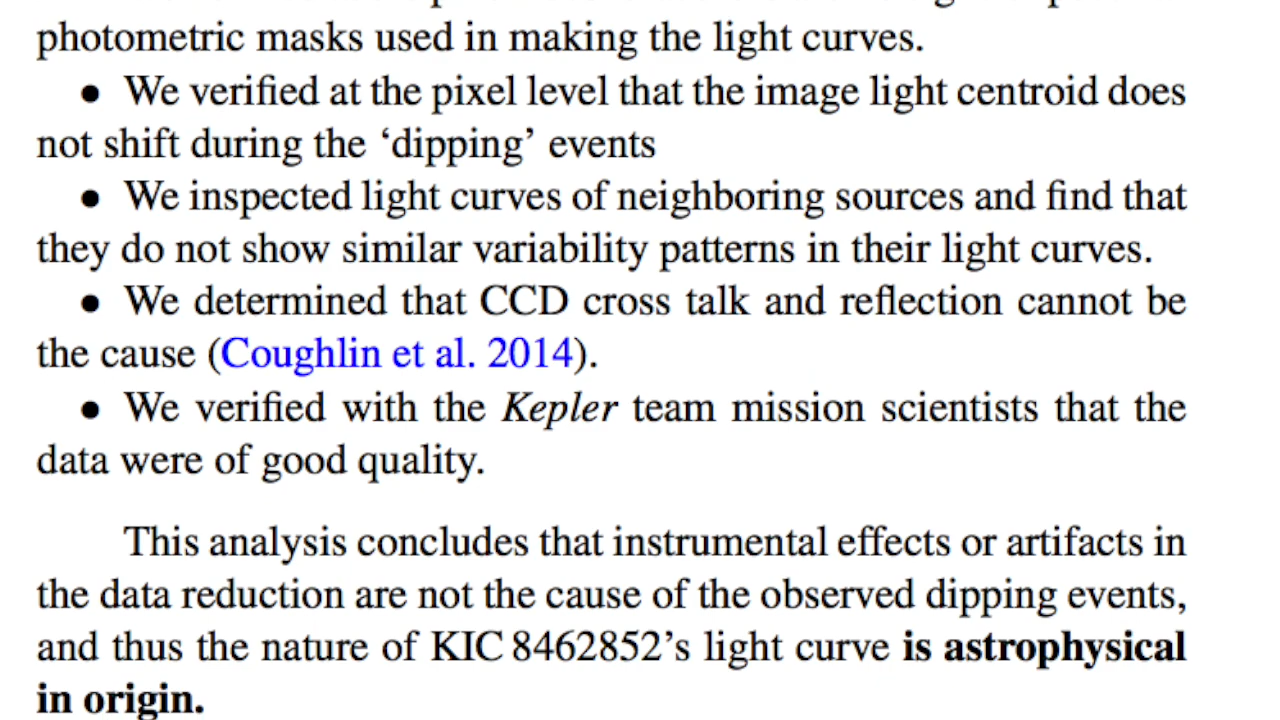 photometric masks used in making the light curves.
• We verified at the pixel level that the image light centroid does
not shift during the ‘dipping’ events
• We inspected light curves of neighboring sources and find that
they do not show similar variability patterns in their light curves.
• We determined that CCD cross talk and reflection cannot be
the cause (Coughlin et al. 2014).
• We verified with the Kepler team mission scientists that the
data were of good quality.
This analysis concludes that instrumental effects or artifacts in
the data reduction are not the cause of the observed dipping events,
and thus the nature of KIC 8462852’s light curve is astrophysical
in origin.